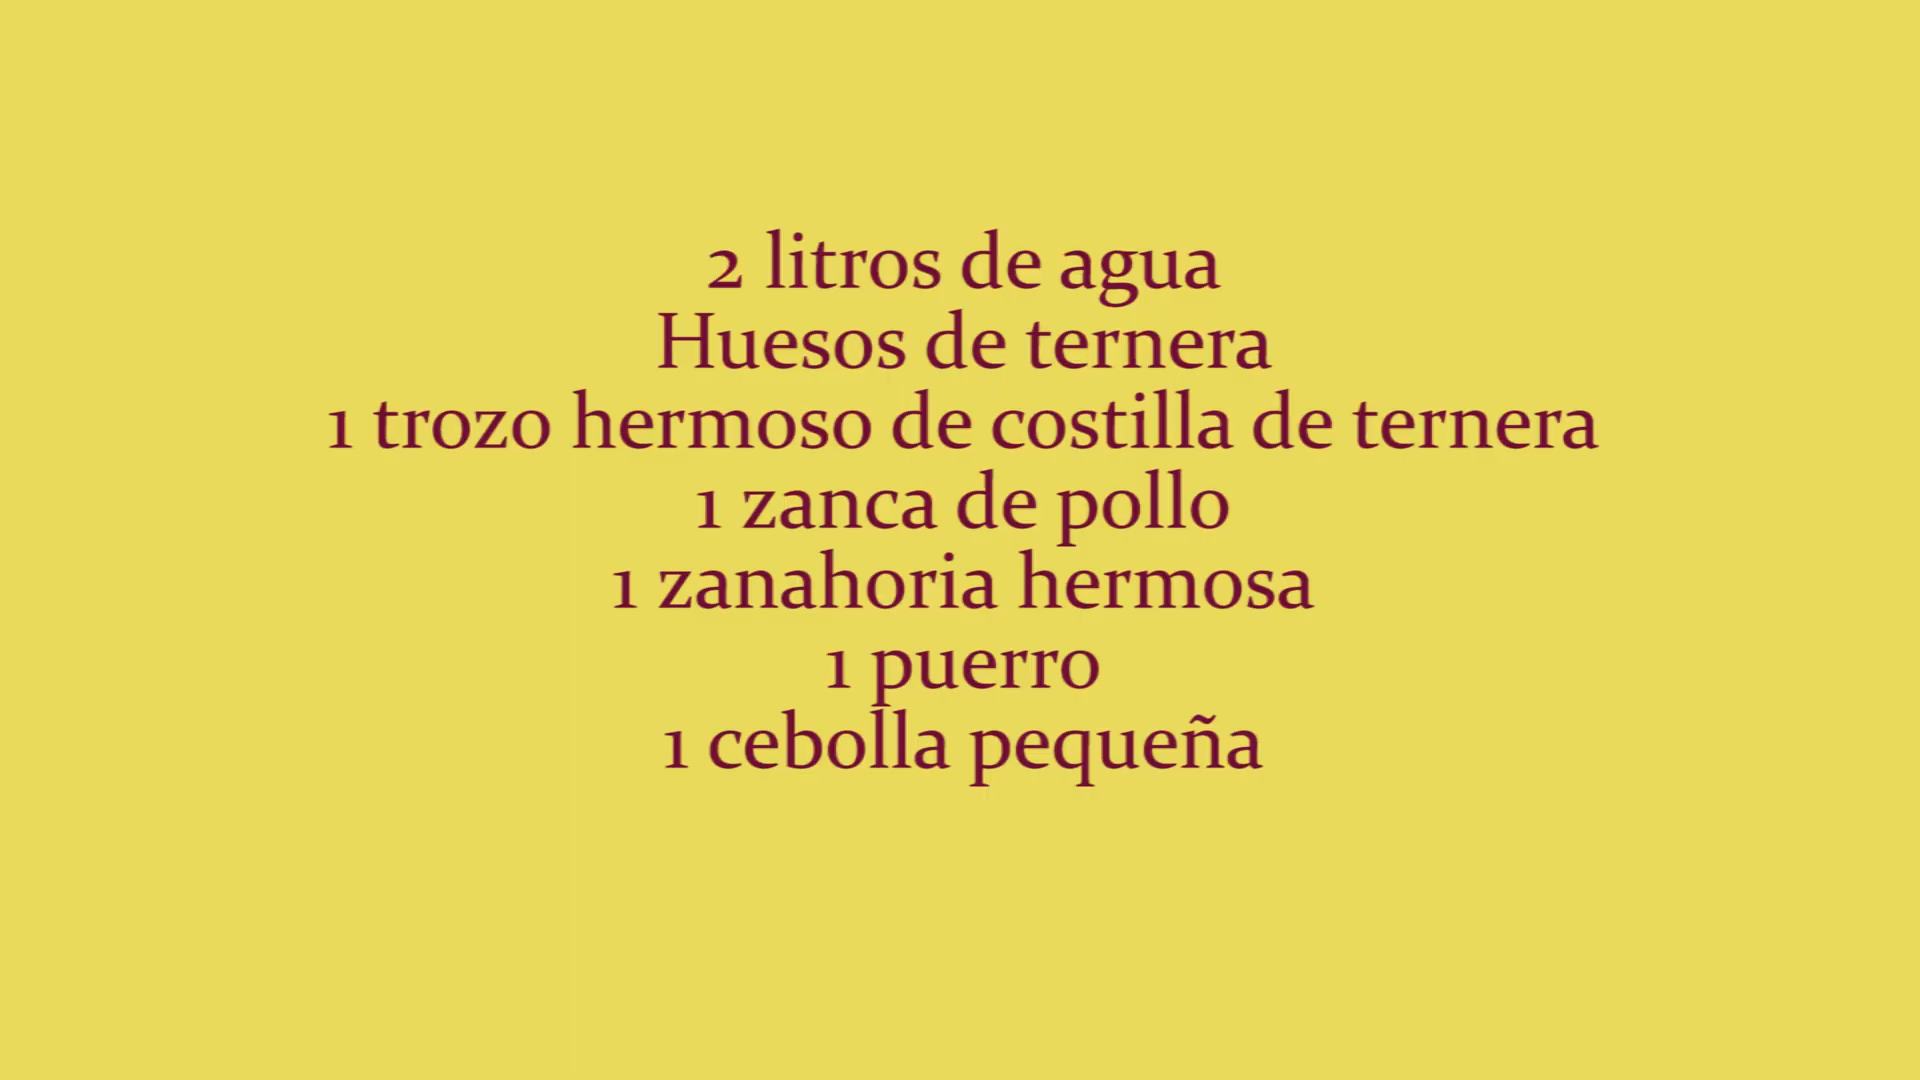 2 litros de agua
Huesos de ternera
1 trozo hermoso de costilla de ternera
1 zanca de pollo
1 zanahoria hermosa
1 puerro
1 cebolla pequeña